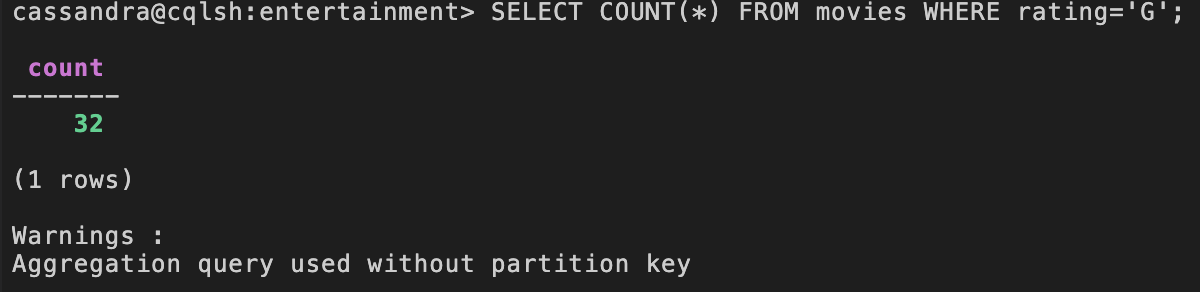 cassandra@cqlsh:entertainment> SELECT COUNT(*) FROM movies WHERE rating='G';
count
-------
32
(1 rows)
Warnings :
Aggregation query used without partition key